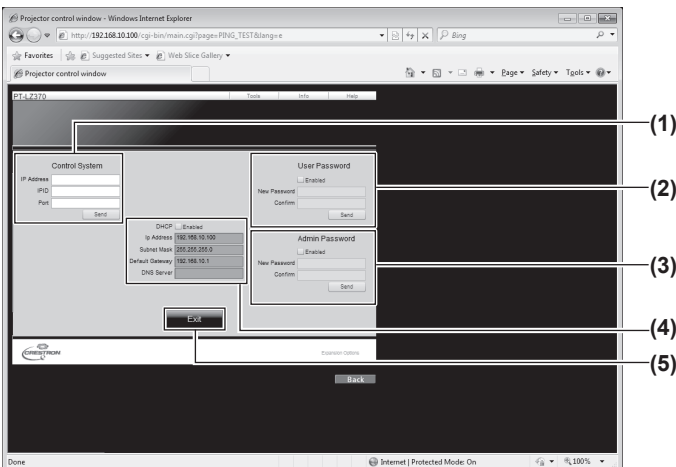 Projector control window - Windows Internet Explorer
http://192.168.10.100/cgi-bin/main.cgi?page=PING_TEST&lang=e
Bing
Favorites Suggested Sites Web Slice Gallery
Projector control window
Page Safety Tools
PT-LZ370 Tools Info Help
(1)
Control System
IP Address
IPID
Port
Send
User Password
Enabled
New Password
Confirm
Send
(2)
DHCP Enabled
Ip Address 192.168.10.100
Subnet Mask 255.255.255.0
Default Gateway 192.168.10.1
DNS Server
Admin Password
Enabled
New Password
Confirm
Send
(3)
Exit
(4)
CRESTRON
Expansion Options
(5)
Back
Done Internet | Protected Mode: On 100%